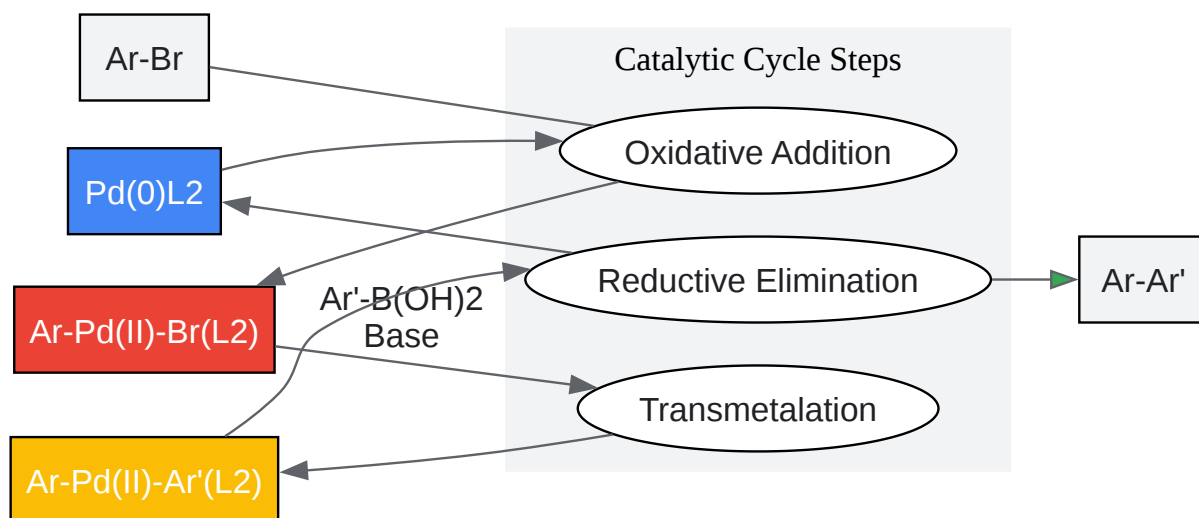 Ar-Br
Catalytic Cycle Steps
Oxidative Addition
Pd(0)L2
Reductive Elimination
Ar-Ar'
Ar'-B(OH)2
Base
Ar-Pd(II)-Br(L2)
Transmetalation
Ar-Pd(II)-Ar'(L2)